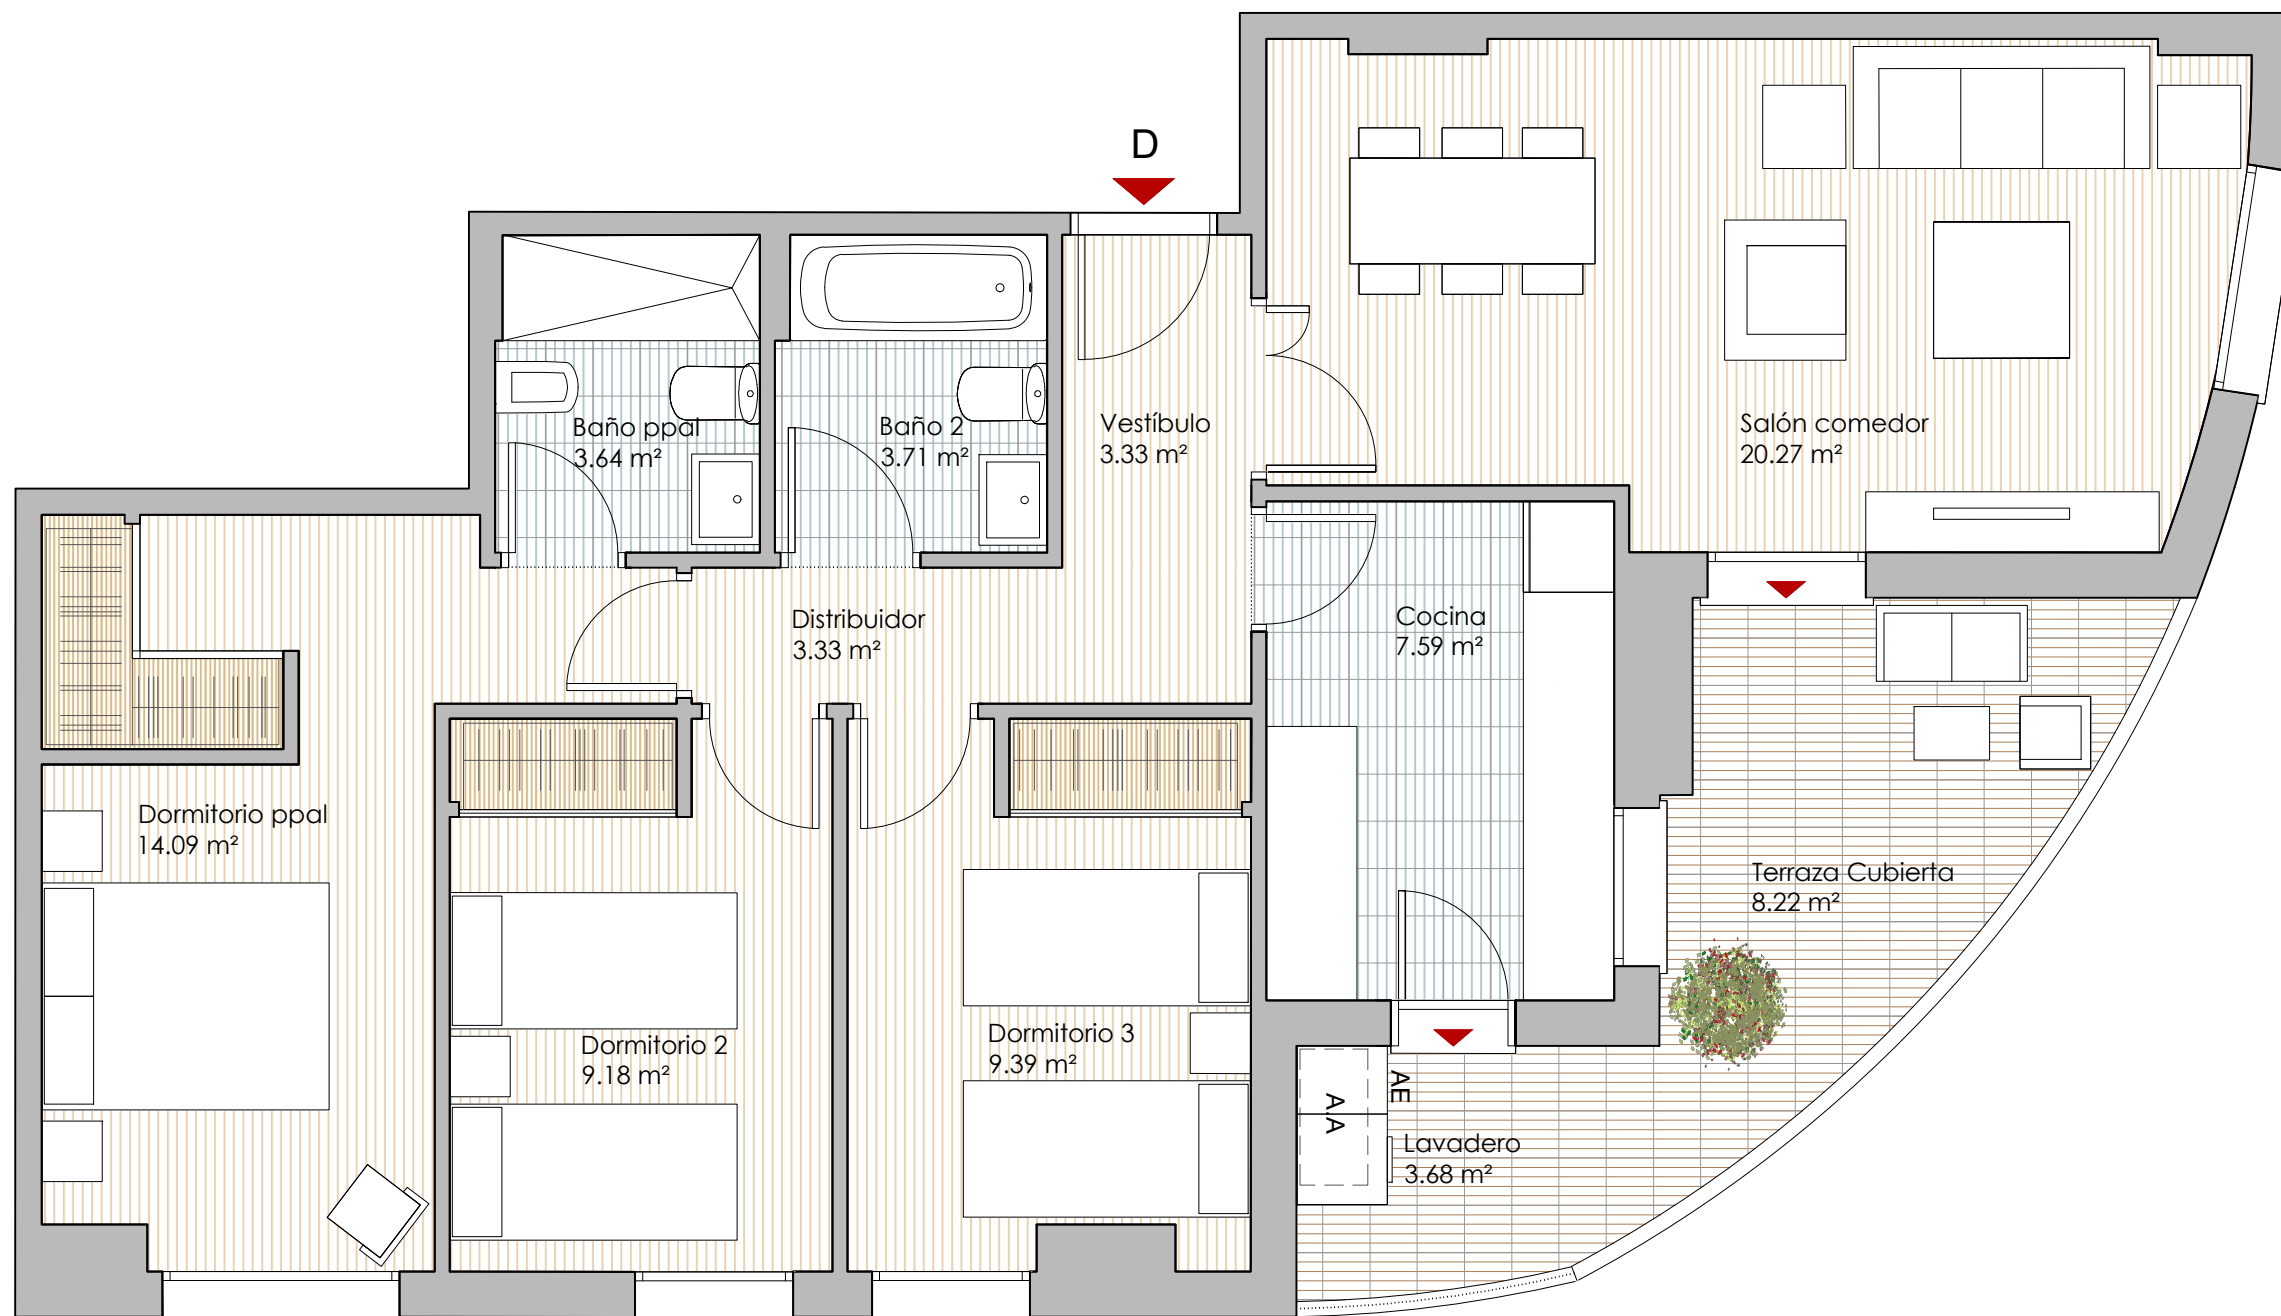 D
Baño ppal
3.64 m²
Baño 2
3.71 m²
Vestíbulo
3.33 m²
Salón comedor
20.27 m²
Distribuidor
3.33 m²
Cocina
7.59 m²
Dormitorio ppal
14.09 m²
Terraza Cubierta
8.22 m²
Dormitorio 2
9.18 m²
Dormitorio 3
9.39 m²
AE
A.A
Lavadero
3.68 m²